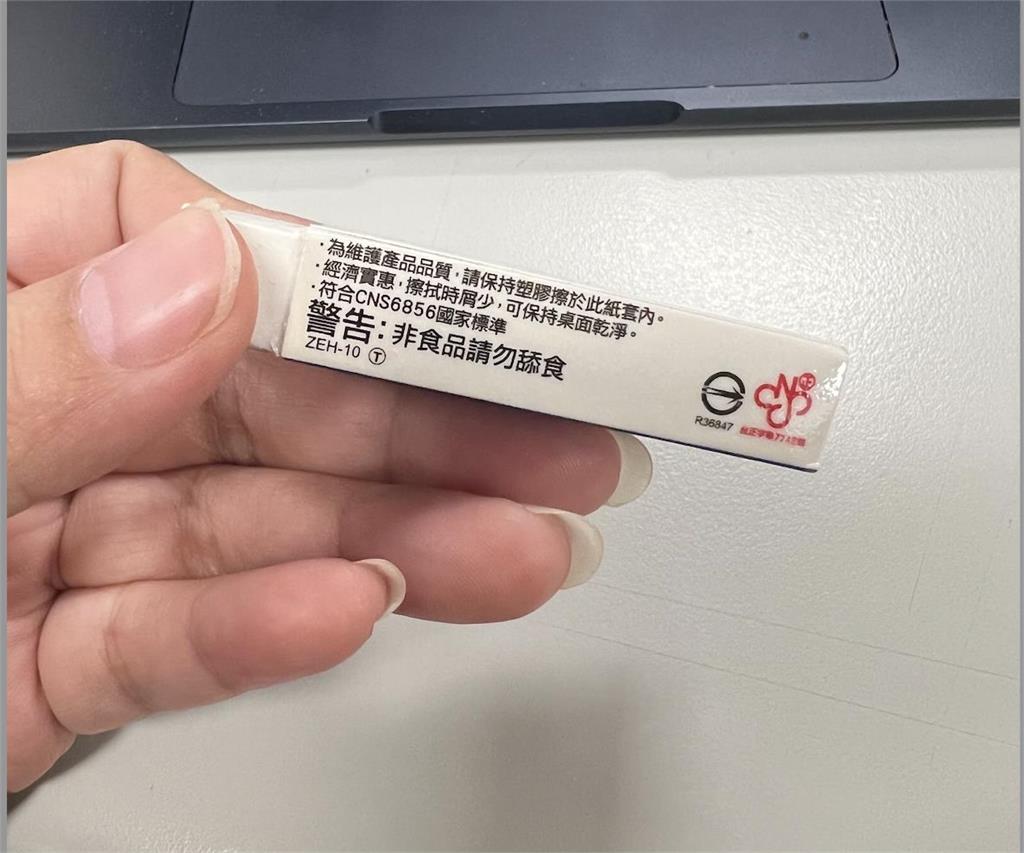 ·為維護產品品質,請保持塑膠擦於此紙套內。
·經濟實惠,擦拭時屑少,可保持桌面乾淨。
·符合CNS6856國家標準
警告:非食品請勿舔食
ZEH-10 Ⓣ
R36847
CNS 正